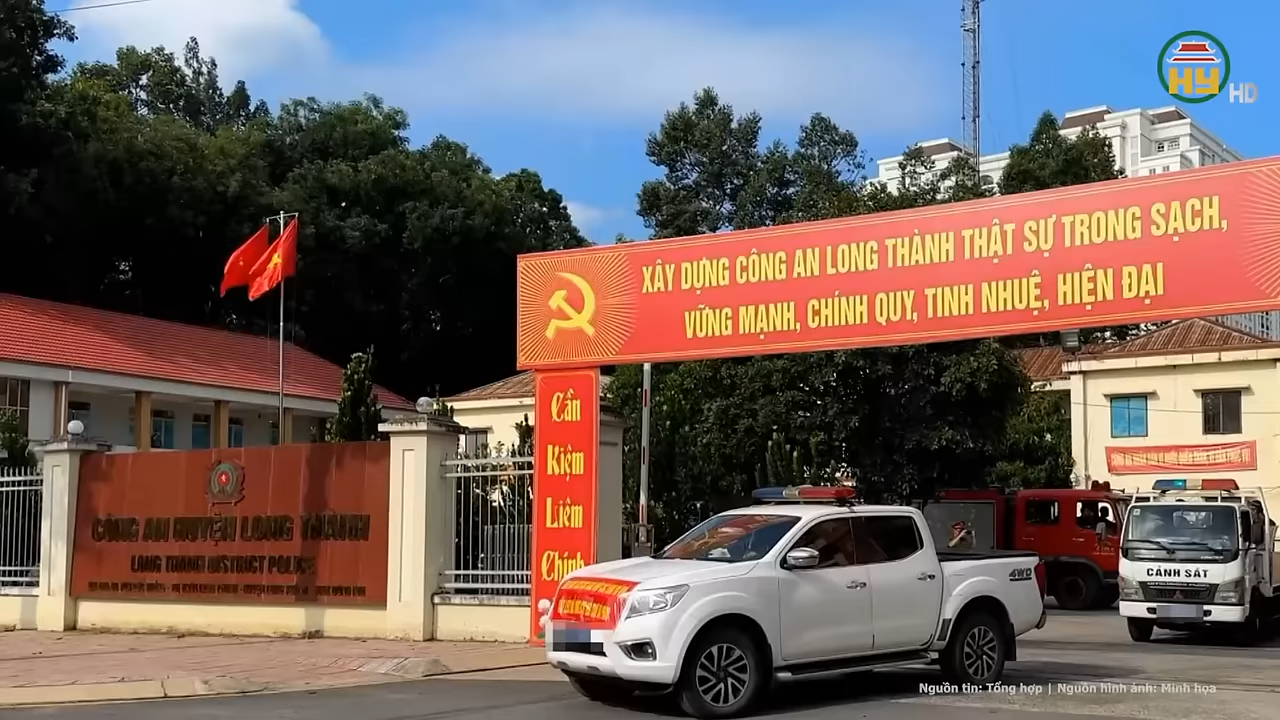 HY HD
XÂY DỰNG CÔNG AN LONG THÀNH THẬT SỰ TRONG SẠCH,
VỮNG MẠNH, CHÍNH QUY, TINH NHUỆ, HIỆN ĐẠI
Cần
Kiệm
Liêm
Chính
CÔNG AN HUYỆN LONG THÀNH
LONG THANH DISTRICT POLICE
4WD
CẢNH SÁT
Nguồn tin: Tổng hợp | Nguồn hình ảnh: Minh họa